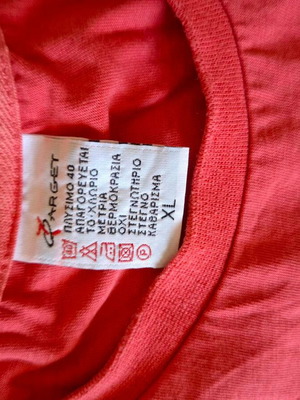 TARGET
ΠΛΥΣΙΜΟ 40
ΑΠΑΓΟΡΕΥΕΤΑΙ
ΤΟ ΧΛΩΡΙΟ
ΜΕΤΡΙΑ
ΘΕΡΜΟΚΡΑΣΙΑ
ΟΧΙ
ΣΤΕΓΝΩΤΗΡΙΟ
ΣΤΕΓΝΟ
ΚΑΘΑΡΙΣΜΑ
XL